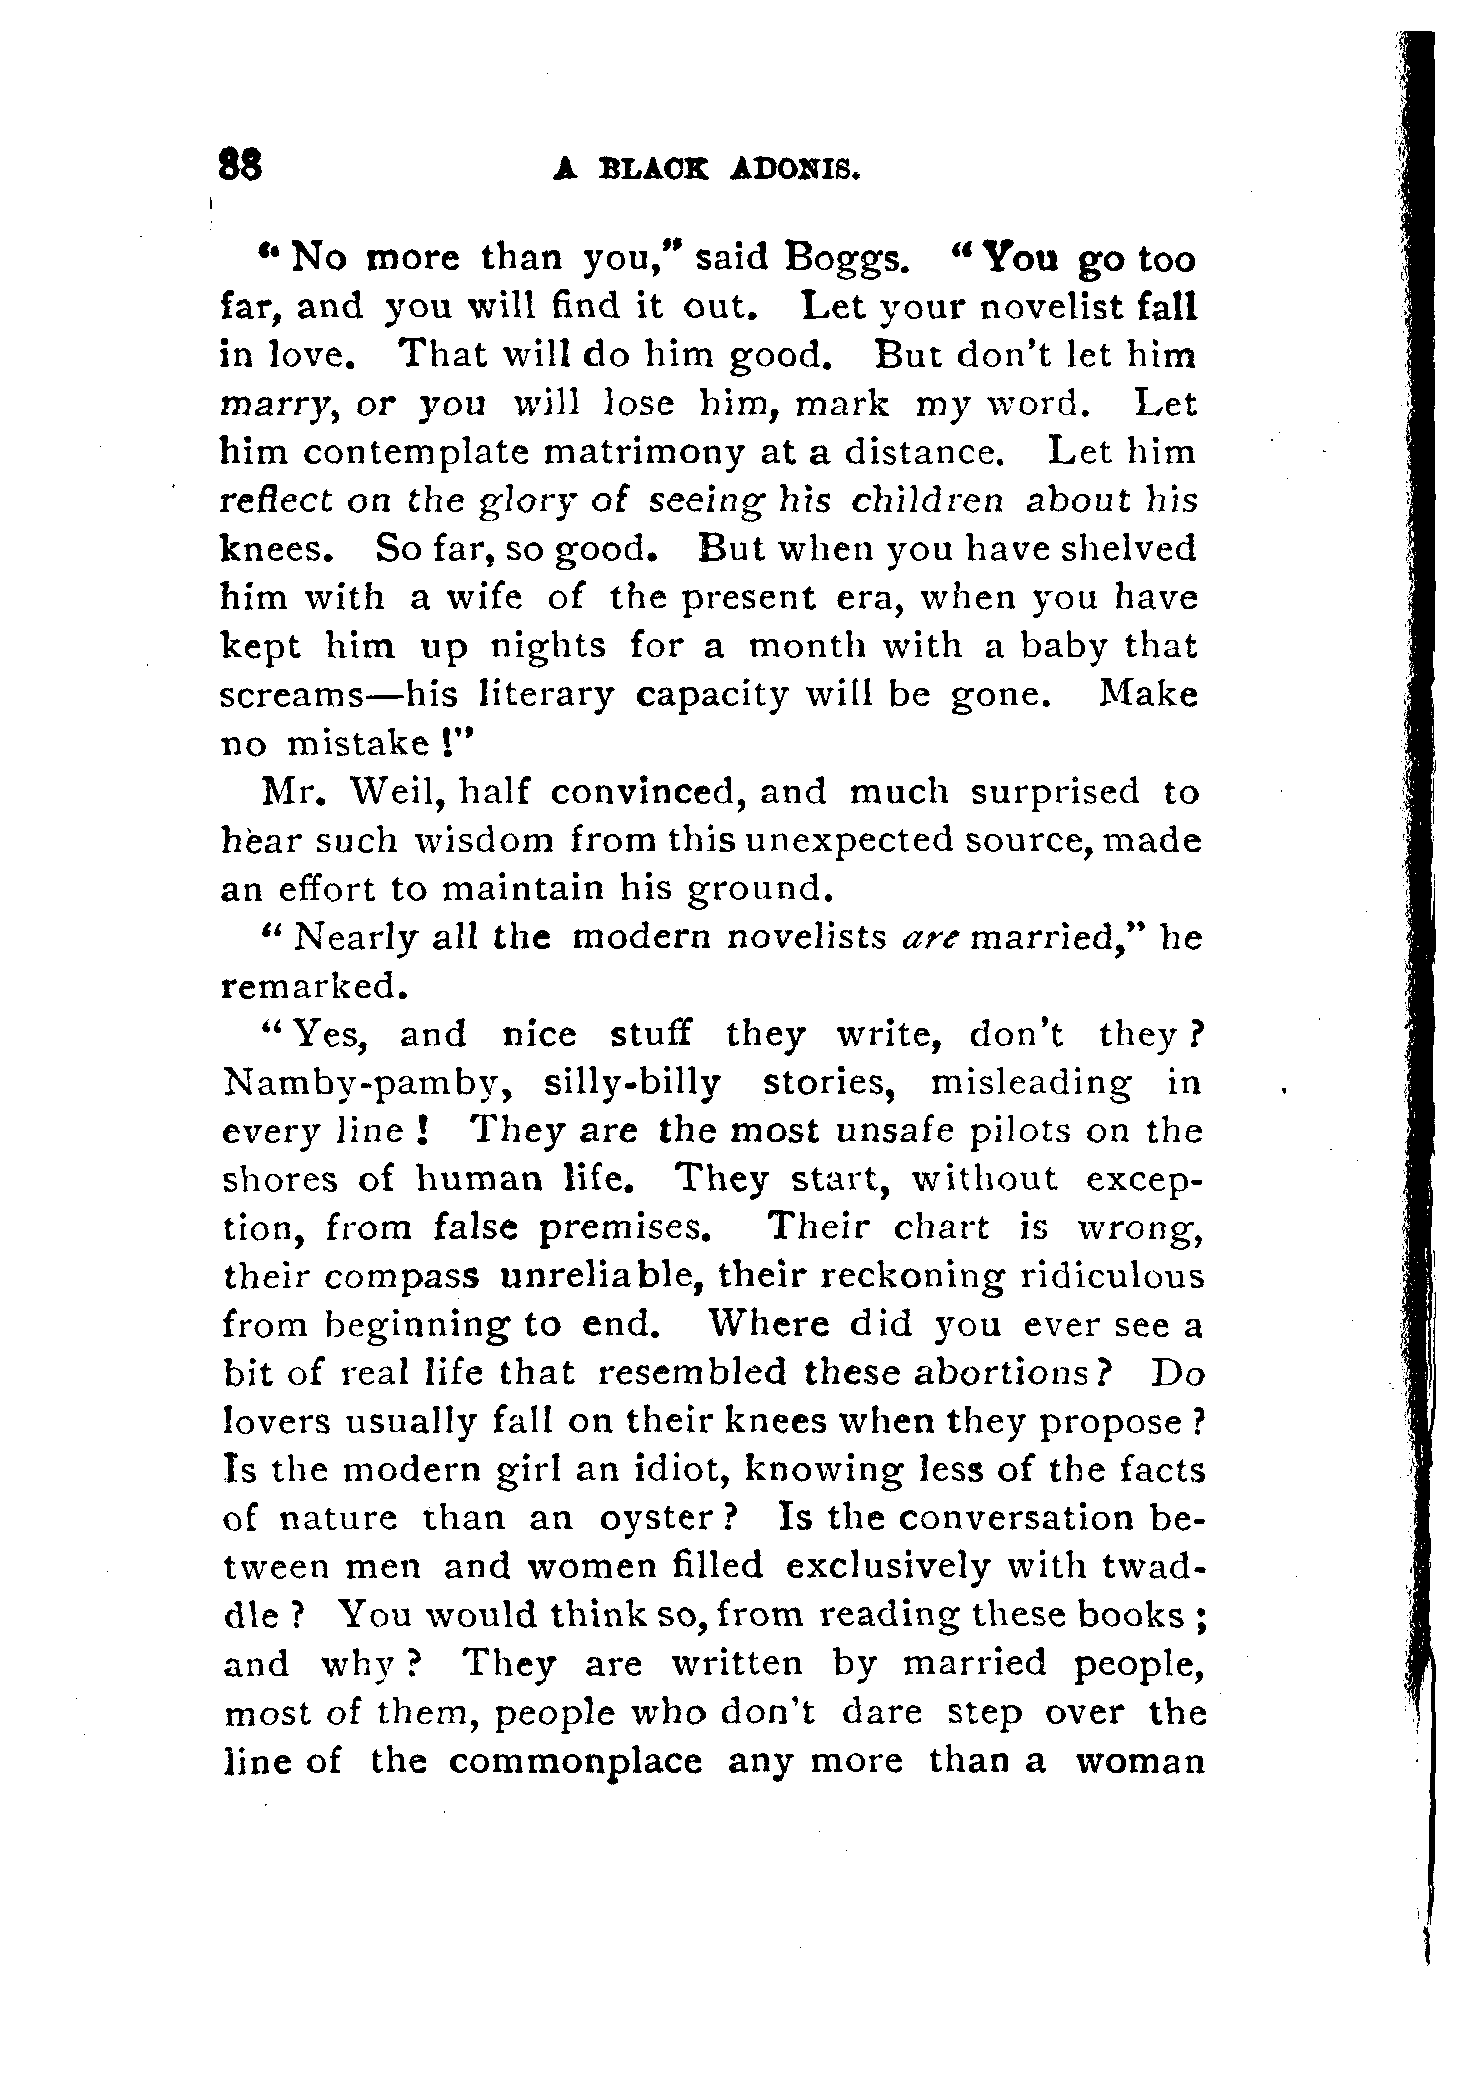 88 A BLACK ADONIS.
“ No more than you,” said Boggs. “ You go too
far, and you will find it out. Let your novelist fall
in love. That will do him good. But don't let him
marry, or you will lose him, mark my word. Let
him contemplate matrimony at a distance. Let him
reflect on the glory of seeing his children about his
knees. So far, so good. But when you have shelved
him with a wife of the present era, when you have
kept him up nights for a month with a baby that
screams—his literary capacity will be gone. Make
no mistake !”
Mr. Weil, half convinced, and much surprised to
hear such wisdom from this unexpected source, made
an effort to maintain his ground.
“ Nearly all the modern novelists are married,” he
remarked.
“ Yes, and nice stuff they write, don't they ?
Namby-pamby, silly-billy stories, misleading in
every line ! They are the most unsafe pilots on the
shores of human life. They start, without excep-
tion, from false premises. Their chart is wrong,
their compass unreliable, their reckoning ridiculous
from beginning to end. Where did you ever see a
bit of real life that resembled these abortions ? Do
lovers usually fall on their knees when they propose ?
Is the modern girl an idiot, knowing less of the facts
of nature than an oyster ? Is the conversation be-
tween men and women filled exclusively with twad-
dle ? You would think so, from reading these books ;
and why ? They are written by married people,
most of them, people who don't dare step over the
line of the commonplace any more than a woman